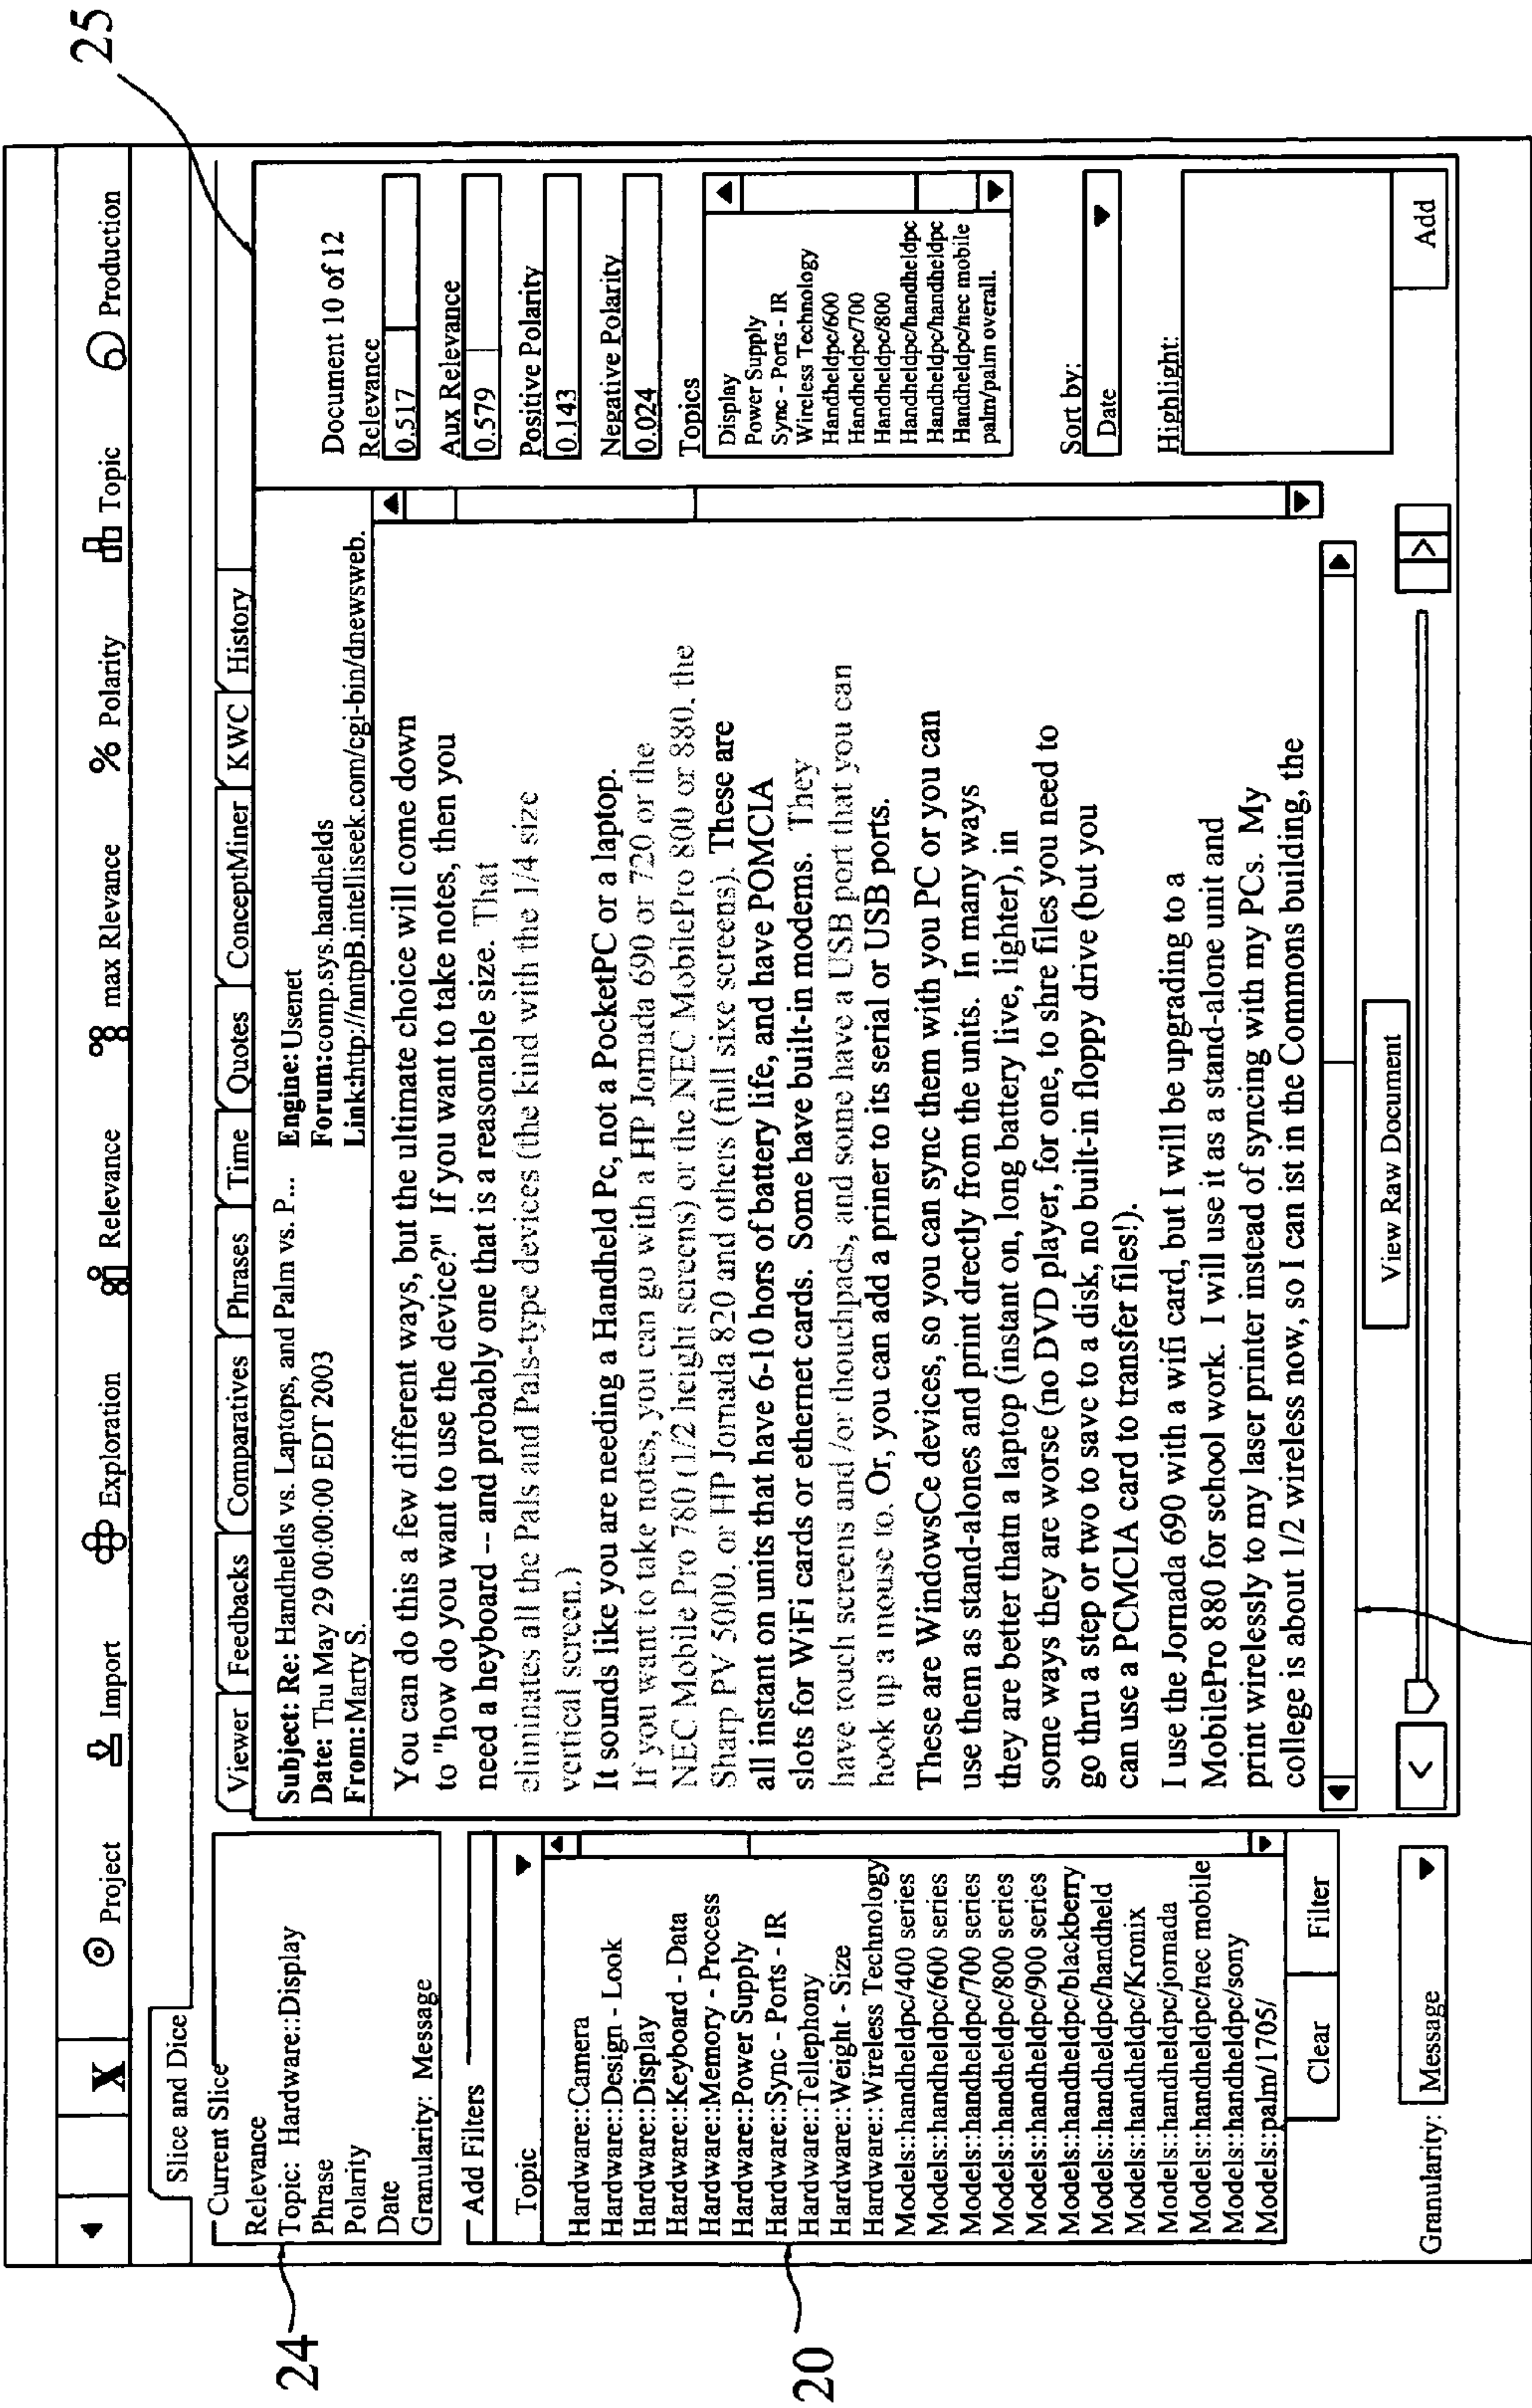 X
Project
Import
Exploration
Relevance
max Rlevance
% Polarity
Topic
Production
Slice and Dice
Current Slice
Relevance
Topic: Hardware::Display
Phrase
Polarity
Date
Granularity: Message
24
Add Filters
Topic
Hardware::Camera
Hardware::Design - Look
Hardware::Display
Hardware::Keyboard - Data
Hardware::Memory - Process
Hardware::Power Supply
Hardware::Sync - Ports - IR
Hardware::Tellephony
Hardware::Weight - Size
Hardware::Wireless Technology
Models::handheldpc/400 series
Models::handheldpc/600 series
Models::handheldpc/700 series
Models::handheldpc/800 series
Models::handheldpc/900 series
Models::handheldpc/blackberry
Models::handheldpc/handheld
Models::handheldpc/Kronix
Models::handheldpc/jornada
Models::handheldpc/nec mobile
Models::handheldpc/sony
Models::palm/1705/
20
Clear
Filter
Granularity: Message
Viewer
Feedbacks
Comparatives
Phrases
Time
Quotes
ConceptMiner
KWC
History
25
Subject: Re: Handhelds vs. Laptops, and Palm vs. P ...
Engine: Usenet
Date: Thu May 29 00:00:00 EDT 2003
Forum:comp.sys.handhelds
From: Marty S.
Link:http://nntpB.intelliseek.com/cgi-bin/dnewsweb.
You can do this a few different ways, but the ultimate choice will come down
to "how do you want to use the device?" If you want to take notes, then you
need a heyboard -- and probably one that is a reasonable size. That
eliminates all the Pals and Pals-type devices (the kind with the 1/4 size
vertical screen.)
It sounds like you are needing a Handheld Pc, not a PocketPC or a laptop.
If you want to take notes, you can go with a HP Jornada 690 or 720 or the
NEC Mobile Pro 780 (1/2 height screens) or the NEC MobilePro 800 or 880, the
Sharp PV 5000, or HP Jornada 820 and others (full sixe screens). These are
all instant on units that have 6-10 hors of battery life, and have POMCIA
slots for WiFi cards or ethernet cards. Some have built-in modems. They
have touch screens and /or thouchpads, and some have a USB port that you can
hook up a mouse to. Or, you can add a priner to its serial or USB ports.
These are WindowsCe devices, so you can sync them with you PC or you can
use them as stand-alones and print directly from the units. In many ways
they are better thatn a laptop (instant on, long battery live, lighter), in
some ways they are worse (no DVD player, for one, to shre files you need to
go thru a step or two to save to a disk, no built-in floppy drive (but you
can use a PCMCIA card to transfer files!).
I use the Jornada 690 with a wifi card, but I will be upgrading to a
MobilePro 880 for school work. I will use it as a stand-alone unit and
print wirelessly to my laser printer instead of syncing with my PCs. My
college is about 1/2 wireless now, so I can ist in the Commons building, the
View Raw Document
<
>
Document 10 of 12
Relevance
0.517
Aux Relevance
0.579
Positive Polarity
0.143
Negative Polarity
0.024
Topics
Display
Power Supply
Sync - Ports - IR
Wireless Technology
Handheldpc/600
Handheldpc/700
Handheldpc/800
Handheldpc/handheldpc
Handheldpc/handheldpc
Handheldpc/nec mobile
palm/palm overall.
Sort by:
Date
Highlight:
Add